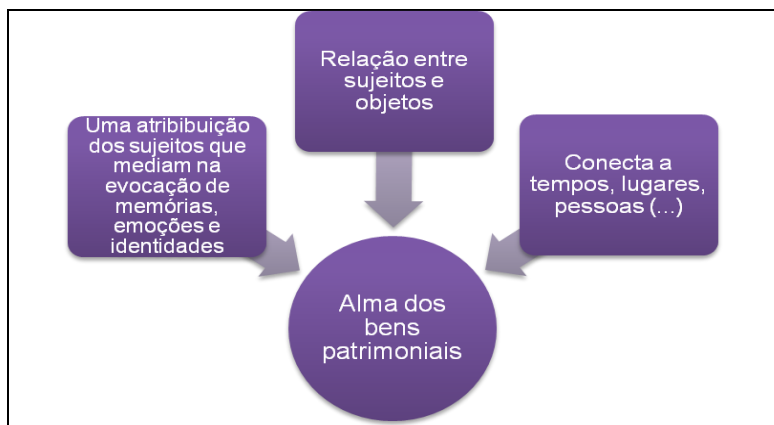 Relação entre
sujeitos e
objetos
Uma atribibuição
dos sujeitos que
mediam na
evocação de
memórias,
emoções e
identidades
Conecta a
tempos, lugares,
pessoas (...)
Alma dos
bens
patrimoniais